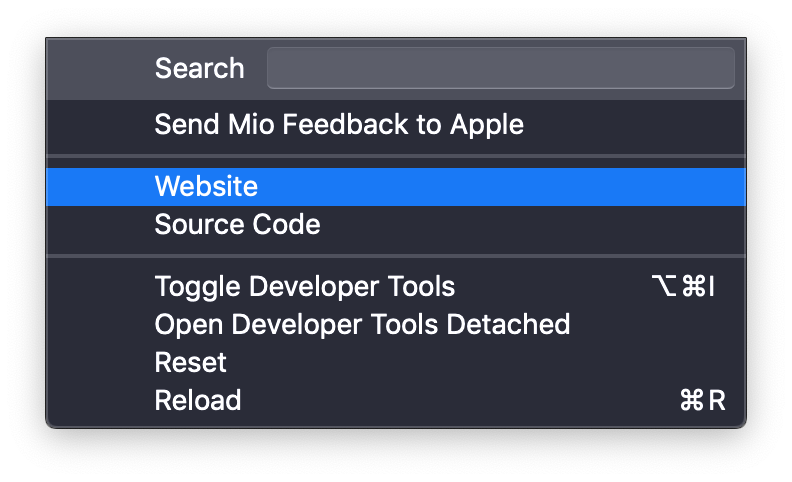 Search
Send Mio Feedback to Apple
Website
Source Code
Toggle Developer Tools ⌥⌘I
Open Developer Tools Detached
Reset
Reload ⌘R